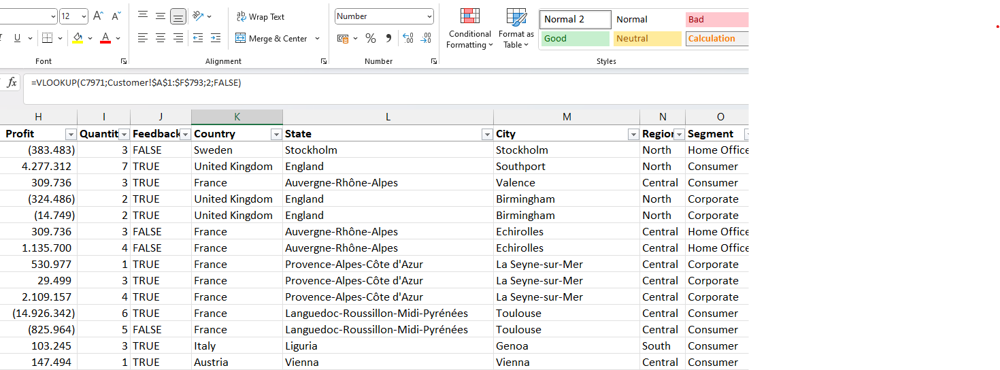 12 A^ A˅ ab Wrap Text Number Normal 2 Normal Bad
U A Merge & Center % Conditional Formatting Format as Table Good Neutral Calculation
Font Alignment Number Styles
fx =VLOOKUP(C7971;Customer!$A$1:$F$793;2;FALSE)
H I J K L M N O
Profit Quantit Feedback Country State City Region Segment
(383.483) 3 FALSE Sweden Stockholm Stockholm North Home Office
4.277.312 7 TRUE United Kingdom England Southport North Consumer
309.736 3 TRUE France Auvergne-Rhône-Alpes Valence Central Consumer
(324.486) 2 TRUE United Kingdom England Birmingham North Corporate
(14.749) 2 TRUE United Kingdom England Birmingham North Corporate
309.736 3 FALSE France Auvergne-Rhône-Alpes Echirolles Central Home Office
1.135.700 4 FALSE France Auvergne-Rhône-Alpes Echirolles Central Home Office
530.977 1 TRUE France Provence-Alpes-Côte d'Azur La Seyne-sur-Mer Central Corporate
29.499 3 TRUE France Provence-Alpes-Côte d'Azur La Seyne-sur-Mer Central Corporate
2.109.157 4 TRUE France Provence-Alpes-Côte d'Azur La Seyne-sur-Mer Central Corporate
(14.926.342) 6 TRUE France Languedoc-Roussillon-Midi-Pyrénées Toulouse Central Consumer
(825.964) 5 FALSE France Languedoc-Roussillon-Midi-Pyrénées Toulouse Central Consumer
103.245 3 TRUE Italy Liguria Genoa South Consumer
147.494 1 TRUE Austria Vienna Vienna Central Consumer